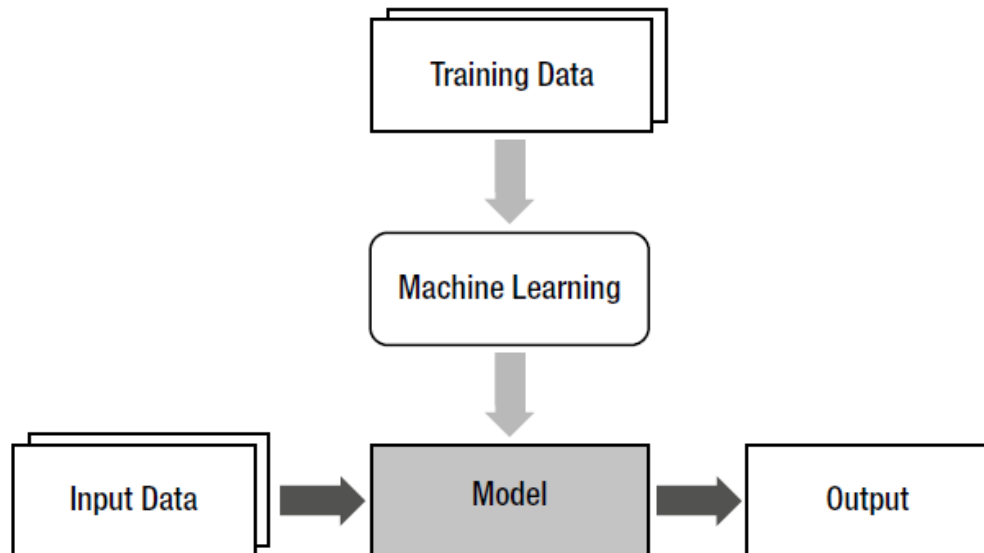 Training Data
Machine Learning
Input Data
Model
Output